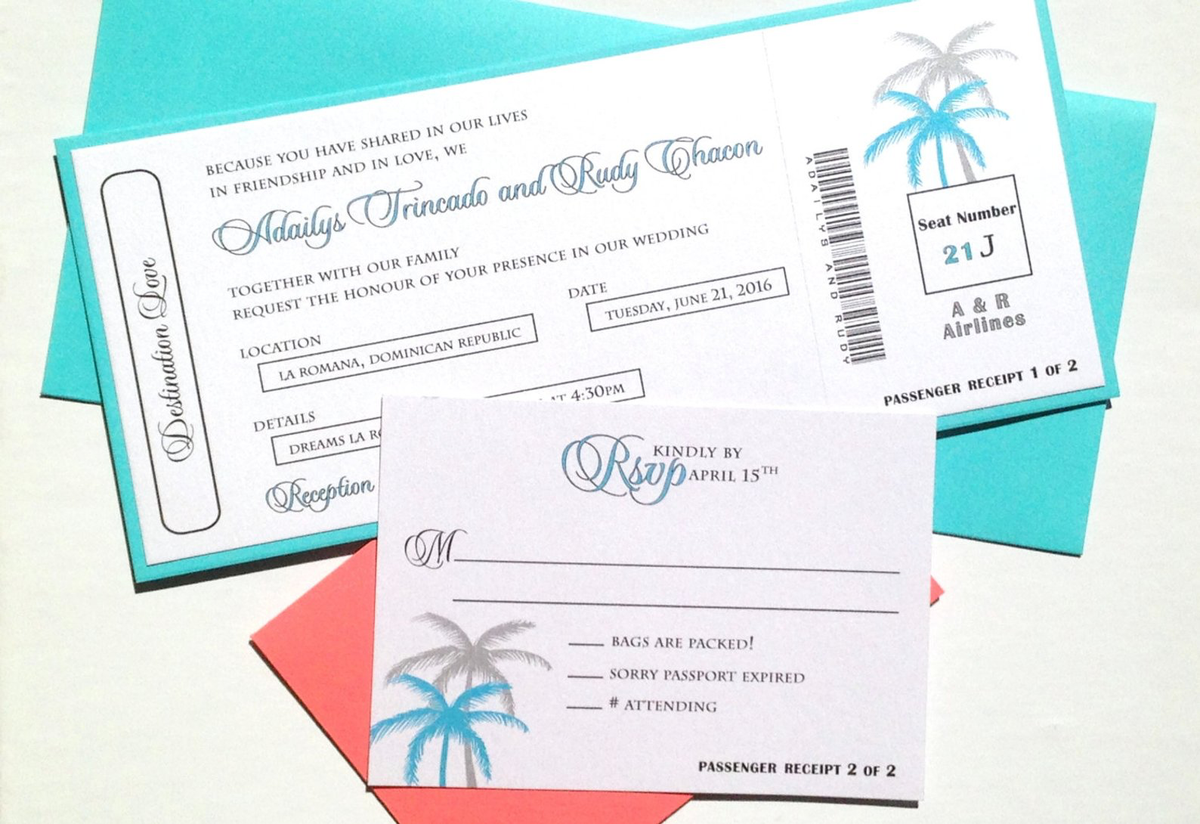 Destination Love
BECAUSE YOU HAVE SHARED IN OUR LIVES
IN FRIENDSHIP AND IN LOVE, WE
Adailys Trincado and Rudy Chacon
TOGETHER WITH OUR FAMILY
REQUEST THE HONOUR OF YOUR PRESENCE IN OUR WEDDING
LOCATION
LA ROMANA, DOMINICAN REPUBLIC
DATE
TUESDAY, JUNE 21, 2016
DETAILS
DREAMS LA
AT 4:30PM
Reception
ADAILYS AND RUDY
Seat Number
21J
A & R
Airlines
PASSENGER RECEIPT 1 OF 2
Rsvp
KINDLY BY
APRIL 15TH
M
BAGS ARE PACKED!
SORRY PASSPORT EXPIRED
# ATTENDING
PASSENGER RECEIPT 2 OF 2